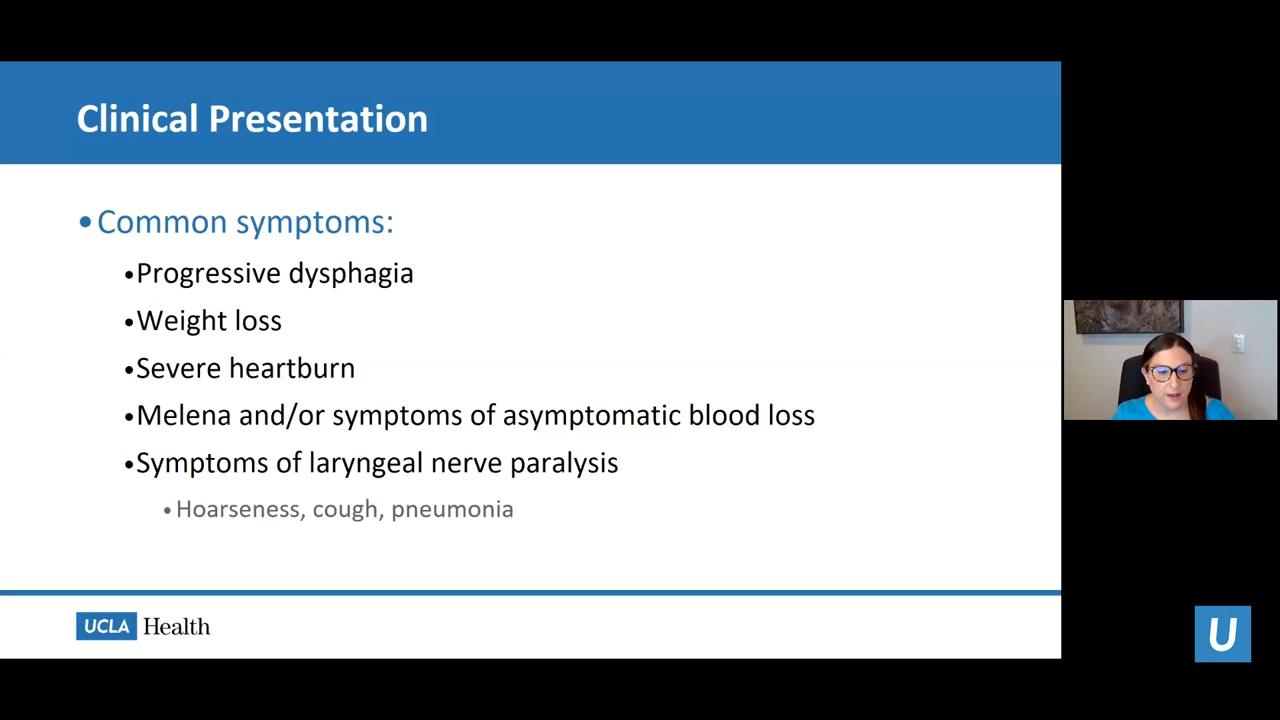 Clinical Presentation
•Common symptoms:
•Progressive dysphagia
•Weight loss
•Severe heartburn
•Melena and/or symptoms of asymptomatic blood loss
•Symptoms of laryngeal nerve paralysis
•Hoarseness, cough, pneumonia
UCLA Health
U